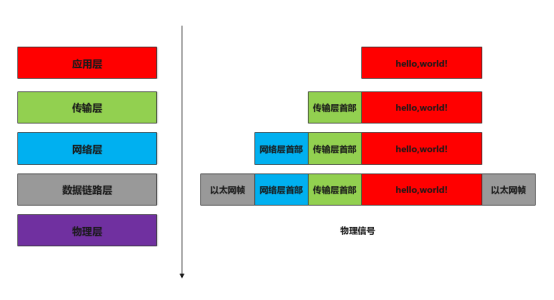 应用层
hello,world!
传输层
传输层首部
hello,world!
网络层
网络层首部
传输层首部
hello,world!
数据链路层
以太网帧
网络层首部
传输层首部
hello,world!
以太网帧
物理层
物理信号